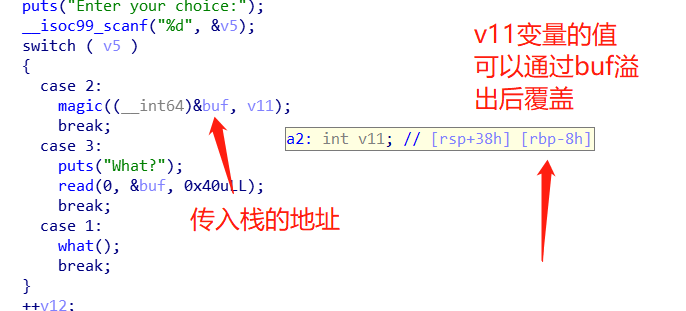 puts("Enter your choice:");
__isoc99_scanf("%d", &v5);
switch ( v5 )
{
case 2:
magic((__int64)&buf, v11);
break;
case 3:
puts("What?");
read(0, &buf, 0x40uLL);
break;
case 1:
what();
break;
}
++v12;
v11变量的值
可以通过buf溢
出后覆盖
a2: int v11; // [rsp+38h] [rbp-8h]
传入栈的地址